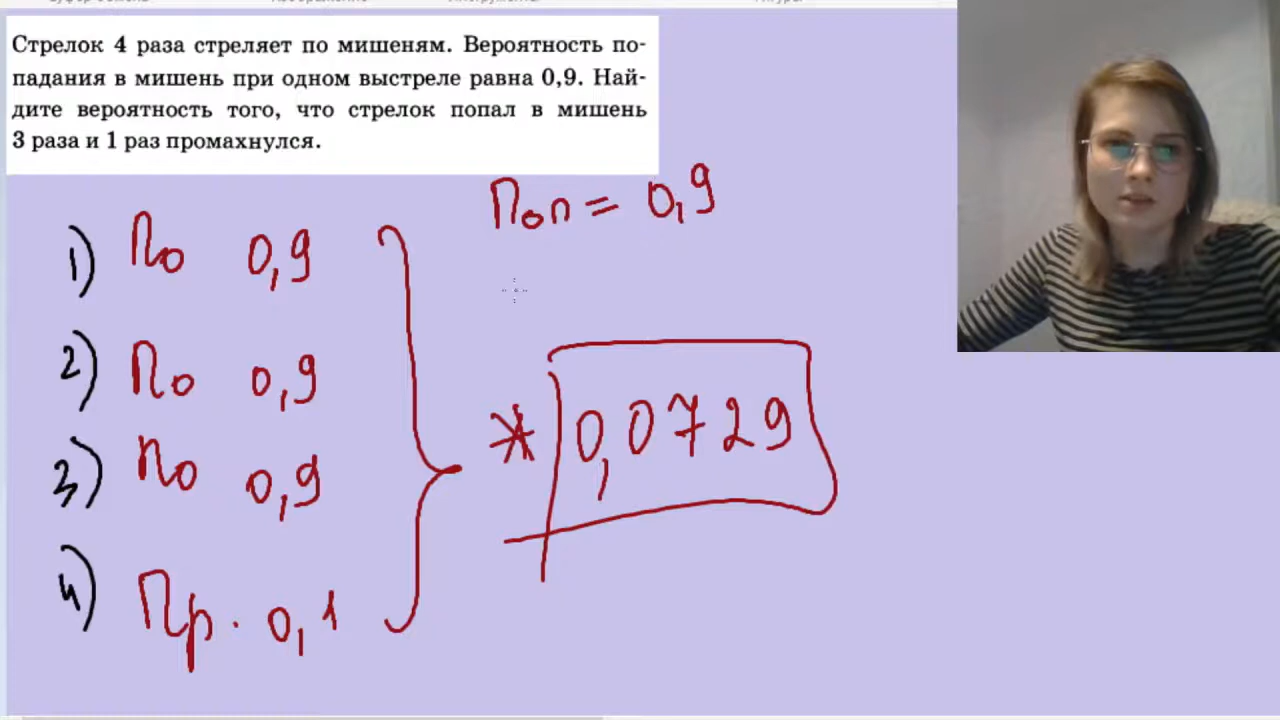 Стрелок 4 раза стреляет по мишеням. Вероятность по-
падания в мишень при одном выстреле равна 0,9. Най-
дите вероятность того, что стрелок попал в мишень
3 раза и 1 раз промахнулся.
Поп = 0,9
1) По 0,9
2) По 0,9
* 0,0729
3) По 0,9
4) Пр. 0,1